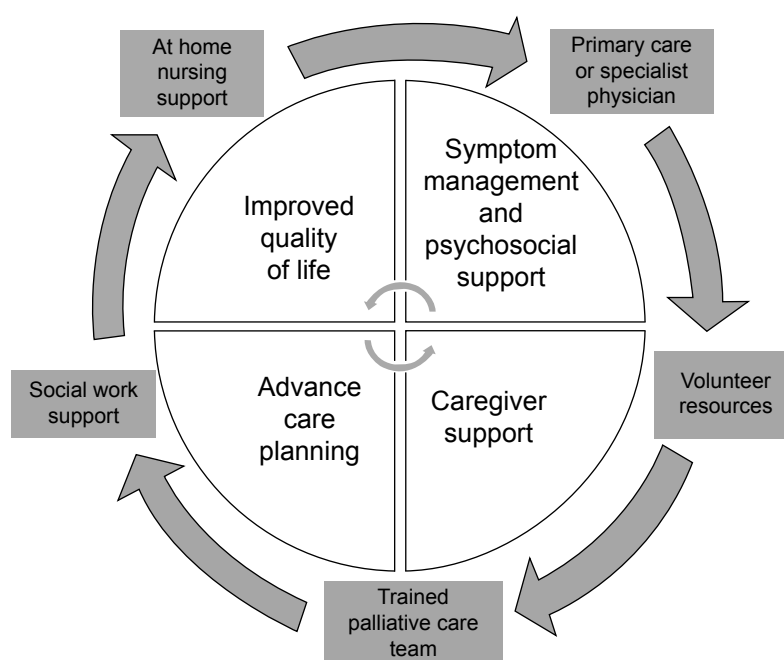 At home
nursing
support
Primary care
or specialist
physician
Improved
quality
of life
Symptom
management
and
psychosocial
support
Social work
support
Volunteer
resources
Advance
care
planning
Caregiver
support
Trained
palliative care
team